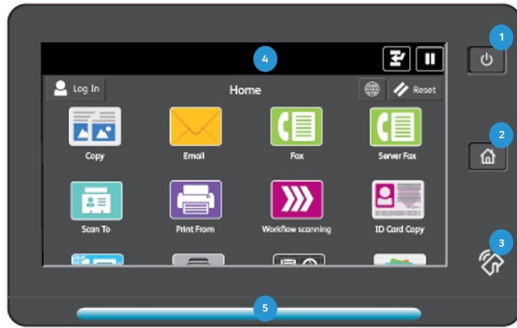 1
4
Log In
Home
Reset
2
Copy
Email
Fax
Server Fax
Scan To
Print From
Workflow scanning
ID Card Copy
3
5